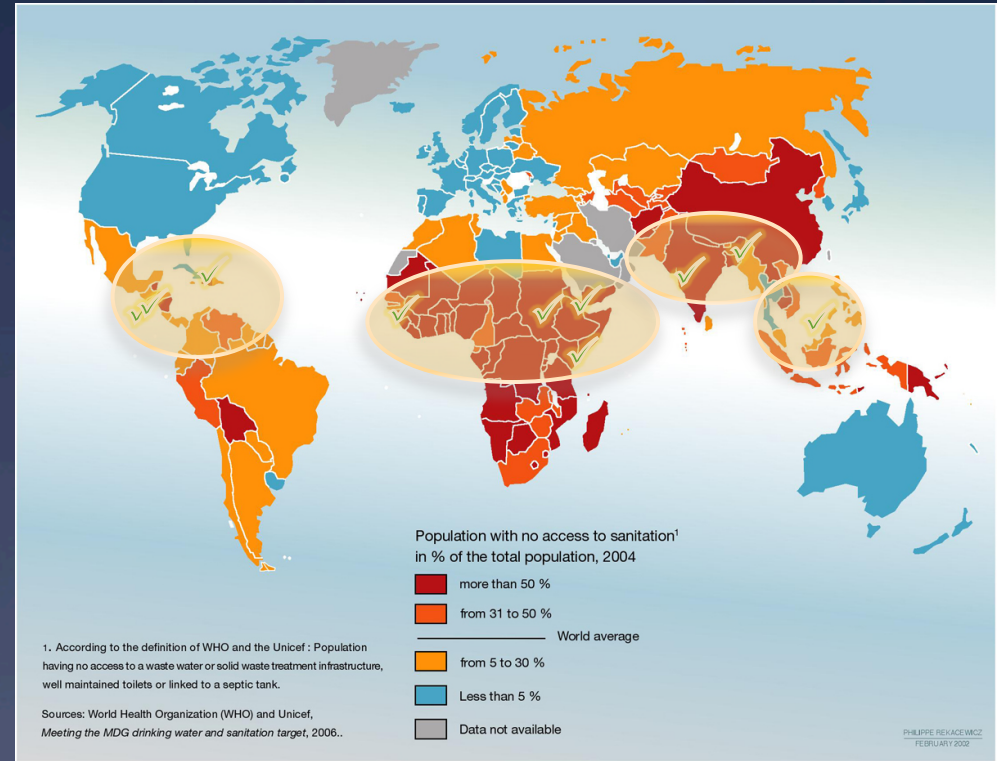 Population with no access to sanitation¹
in % of the total population, 2004
more than 50 %
from 31 to 50 %
World average
from 5 to 30 %
Less than 5 %
Data not available
1. According to the definition of WHO and the Unicef : Population
having no access to a waste water or solid waste treatment infrastructure,
well maintained toilets or linked to a septic tank.
Sources: World Health Organization (WHO) and Unicef,
Meeting the MDG drinking water and sanitation target, 2006..
PHILIPPE REKACEWICZ
FEBRUARY 2002